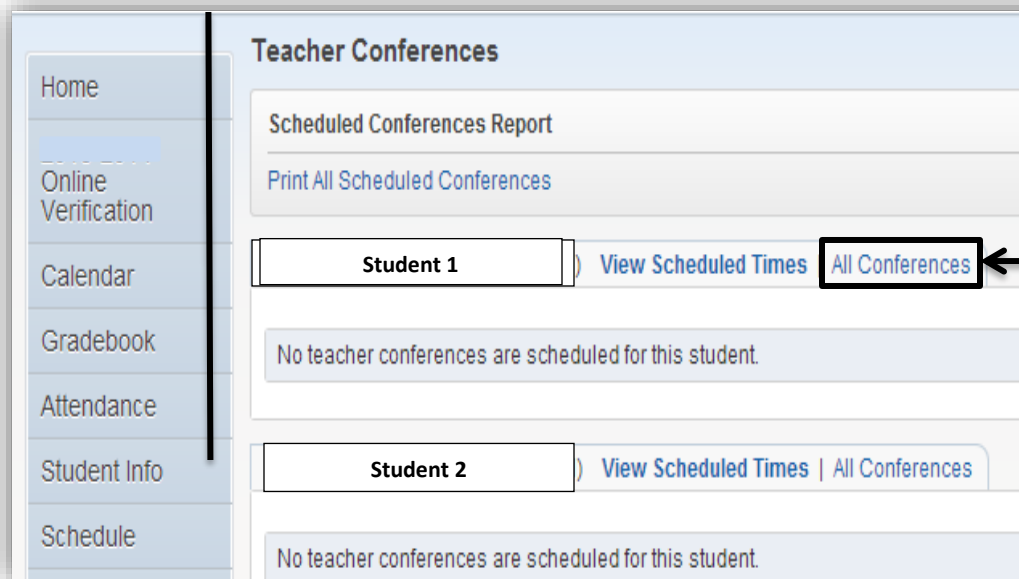 Teacher Conferences
Home
Online
Verification
Calendar
Gradebook
Attendance
Student Info
Schedule
Scheduled Conferences Report
Print All Scheduled Conferences
Student 1 ) View Scheduled Times | All Conferences
No teacher conferences are scheduled for this student.
Student 2 ) View Scheduled Times | All Conferences
No teacher conferences are scheduled for this student.